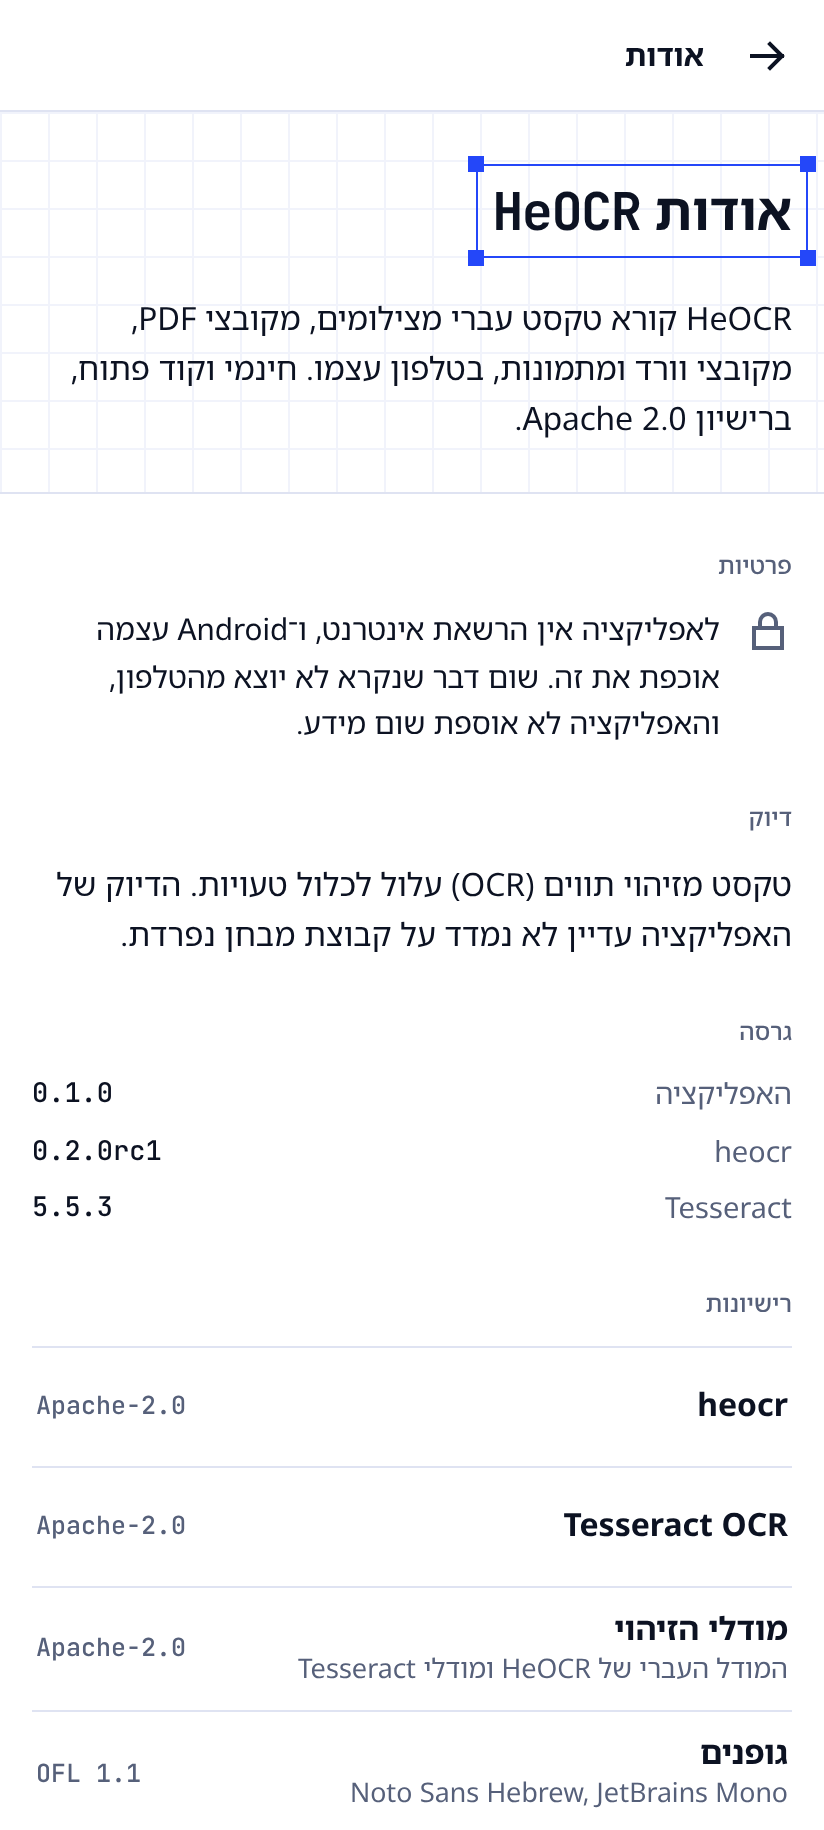 אודות
אודות HeOCR
HeOCR קורא טקסט עברי מצילומים, מקובצי PDF,
מקובצי וורד ומתמונות, בטלפון עצמו. חינמי וקוד פתוח,
ברישיון Apache 2.0.
פרטיות
לאפליקציה אין הרשאת אינטרנט, ו־Android עצמה
אוכפת את זה. שום דבר שנקרא לא יוצא מהטלפון,
והאפליקציה לא אוספת שום מידע.
דיוק
טקסט מזיהוי תווים (OCR) עלול לכלול טעויות. הדיוק של
האפליקציה עדיין לא נמדד על קבוצת מבחן נפרדת.
גרסה
האפליקציה 0.1.0
heocr 0.2.0rc1
Tesseract 5.5.3
רישיונות
heocr Apache-2.0
Tesseract OCR Apache-2.0
מודלי הזיהוי Apache-2.0
המודל העברי של HeOCR ומודלי Tesseract
גופנים OFL 1.1
Noto Sans Hebrew, JetBrains Mono